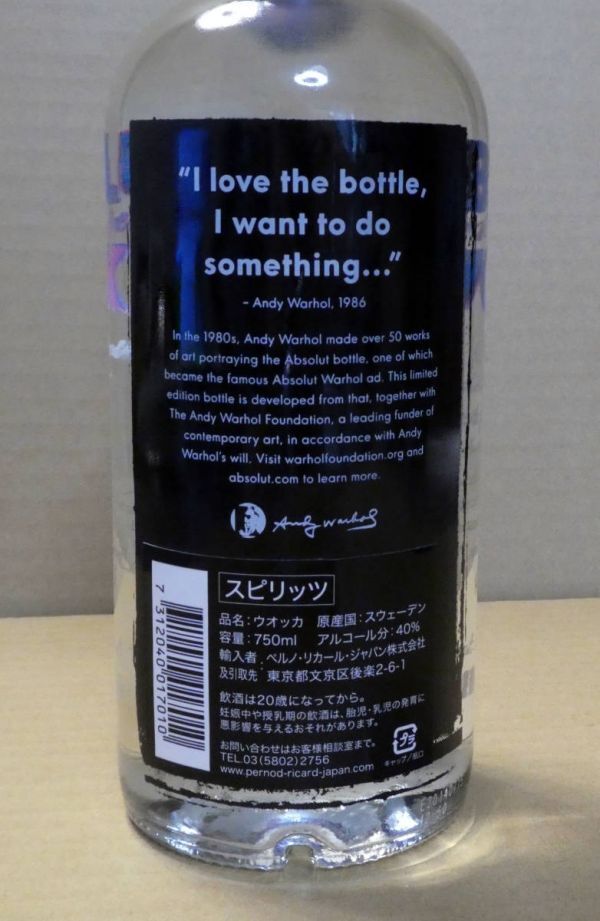 “I love the bottle,
I want to do
something...”
– Andy Warhol, 1986
In the 1980s, Andy Warhol made over 50 works
of art portraying the Absolut bottle, one of which
became the famous Absolut Warhol ad. This limited
edition bottle is developed from that, together with
The Andy Warhol Foundation, a leading funder of
contemporary art, in accordance with Andy
Warhol's will. Visit warholfoundation.org and
absolut.com to learn more.
Andy Warhol
スピリッツ
品名:ウオッカ 原産国:スウェーデン
容量:750ml アルコール分:40%
輸入者 ペルノ・リカール・ジャパン株式会社
及引取先:東京都文京区後楽2-6-1
飲酒は20歳になってから。
妊娠中や授乳期の飲酒は、胎児・乳児の発育に
悪影響を与えるおそれがあります。
お問い合わせはお客様相談室まで。
TEL.03(5802)2756
www.pernod-ricard-japan.com
プラ
キャップ/瓶口
7 312040 017010